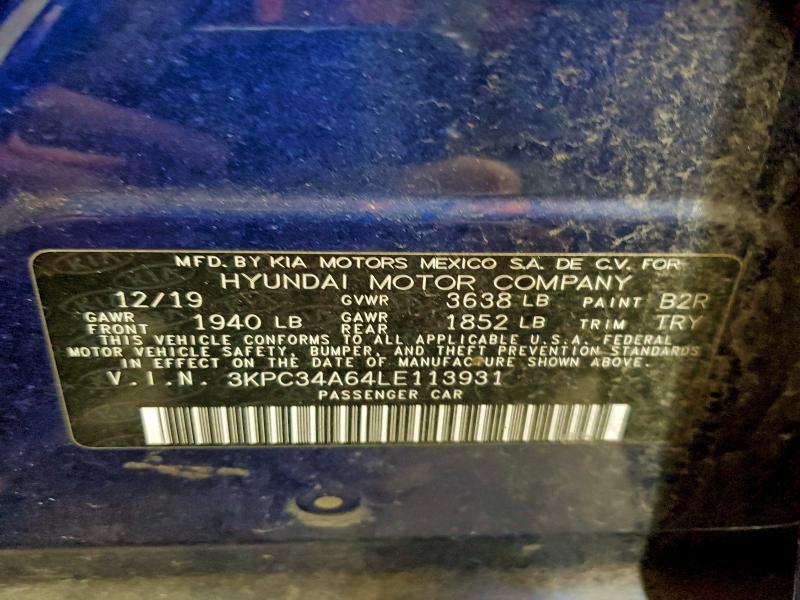 MFD. BY KIA MOTORS MEXICO S.A. DE C.V. FOR
HYUNDAI MOTOR COMPANY
12/19 GVWR 3638 LB PAINT B2R
GAWR FRONT 1940 LB GAWR REAR 1852 LB TRIM TRY
THIS VEHICLE CONFORMS TO ALL APPLICABLE U.S.A. FEDERAL
MOTOR VEHICLE SAFETY, BUMPER, AND THEFT PREVENTION STANDARDS
IN EFFECT ON THE DATE OF MANUFACTURE SHOWN ABOVE.
V.I.N. 3KPC34A64LE113931
PASSENGER CAR